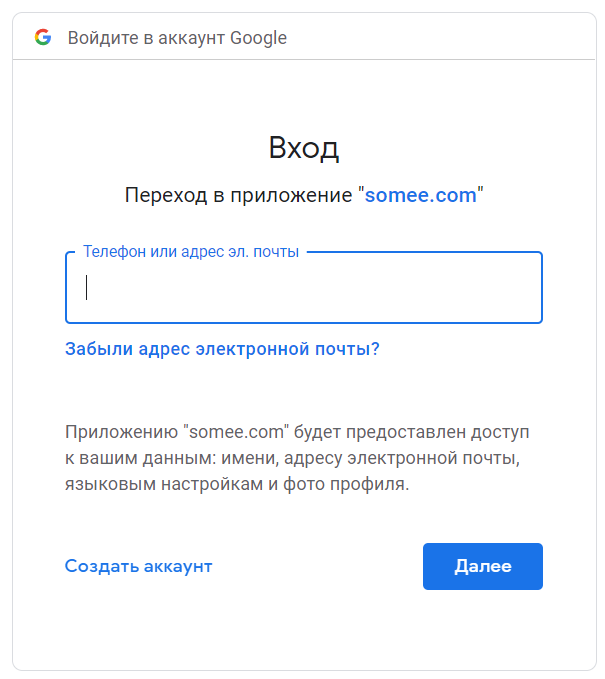 Войдите в аккаунт Google
Вход
Переход в приложение "somee.com"
Телефон или адрес эл. почты
Забыли адрес электронной почты?
Приложению "somee.com" будет предоставлен доступ
к вашим данным: имени, адресу электронной почты,
языковым настройкам и фото профиля.
Создать аккаунт
Далее